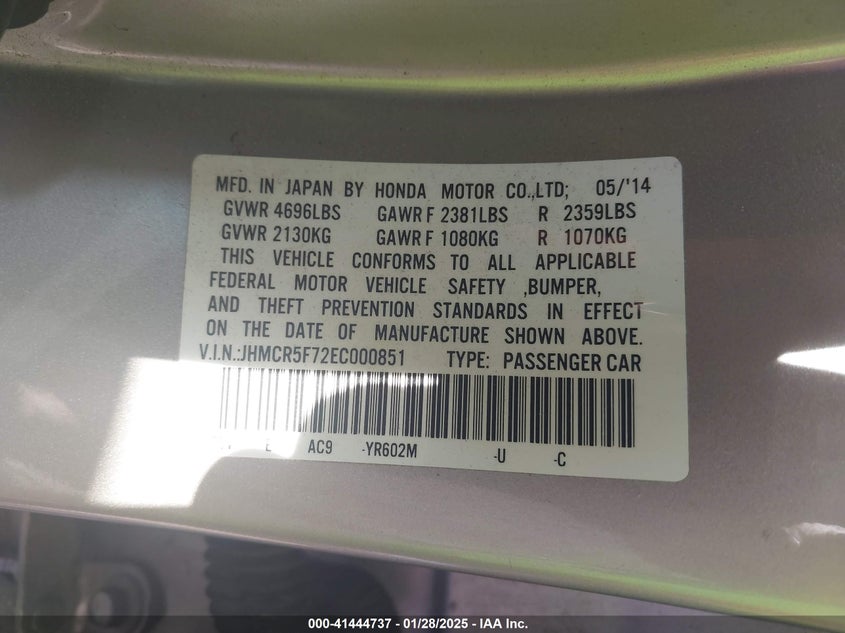 MFD. IN JAPAN BY HONDA MOTOR CO.,LTD; 05/'14
GVWR 4696LBS GAWR F 2381LBS R 2359LBS
GVWR 2130KG GAWR F 1080KG R 1070KG
THIS VEHICLE CONFORMS TO ALL APPLICABLE
FEDERAL MOTOR VEHICLE SAFETY ,BUMPER,
AND THEFT PREVENTION STANDARDS IN EFFECT
ON THE DATE OF MANUFACTURE SHOWN ABOVE.
V.I.N.:JHMCR5F72EC000851 TYPE: PASSENGER CAR
E AC9 -YR602M -U -C
000-41444737 - 01/28/2025 - IAA Inc.